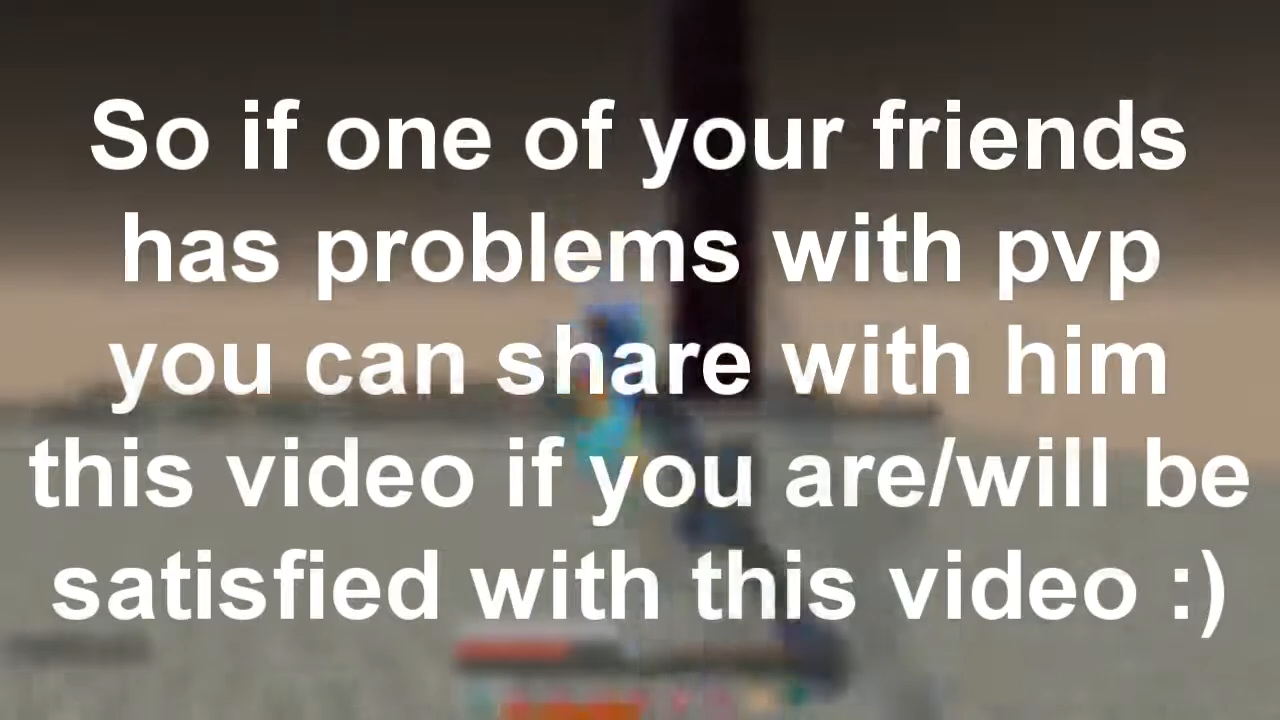 So if one of your friends
has problems with pvp
you can share with him
this video if you are/will be
satisfied with this video :)